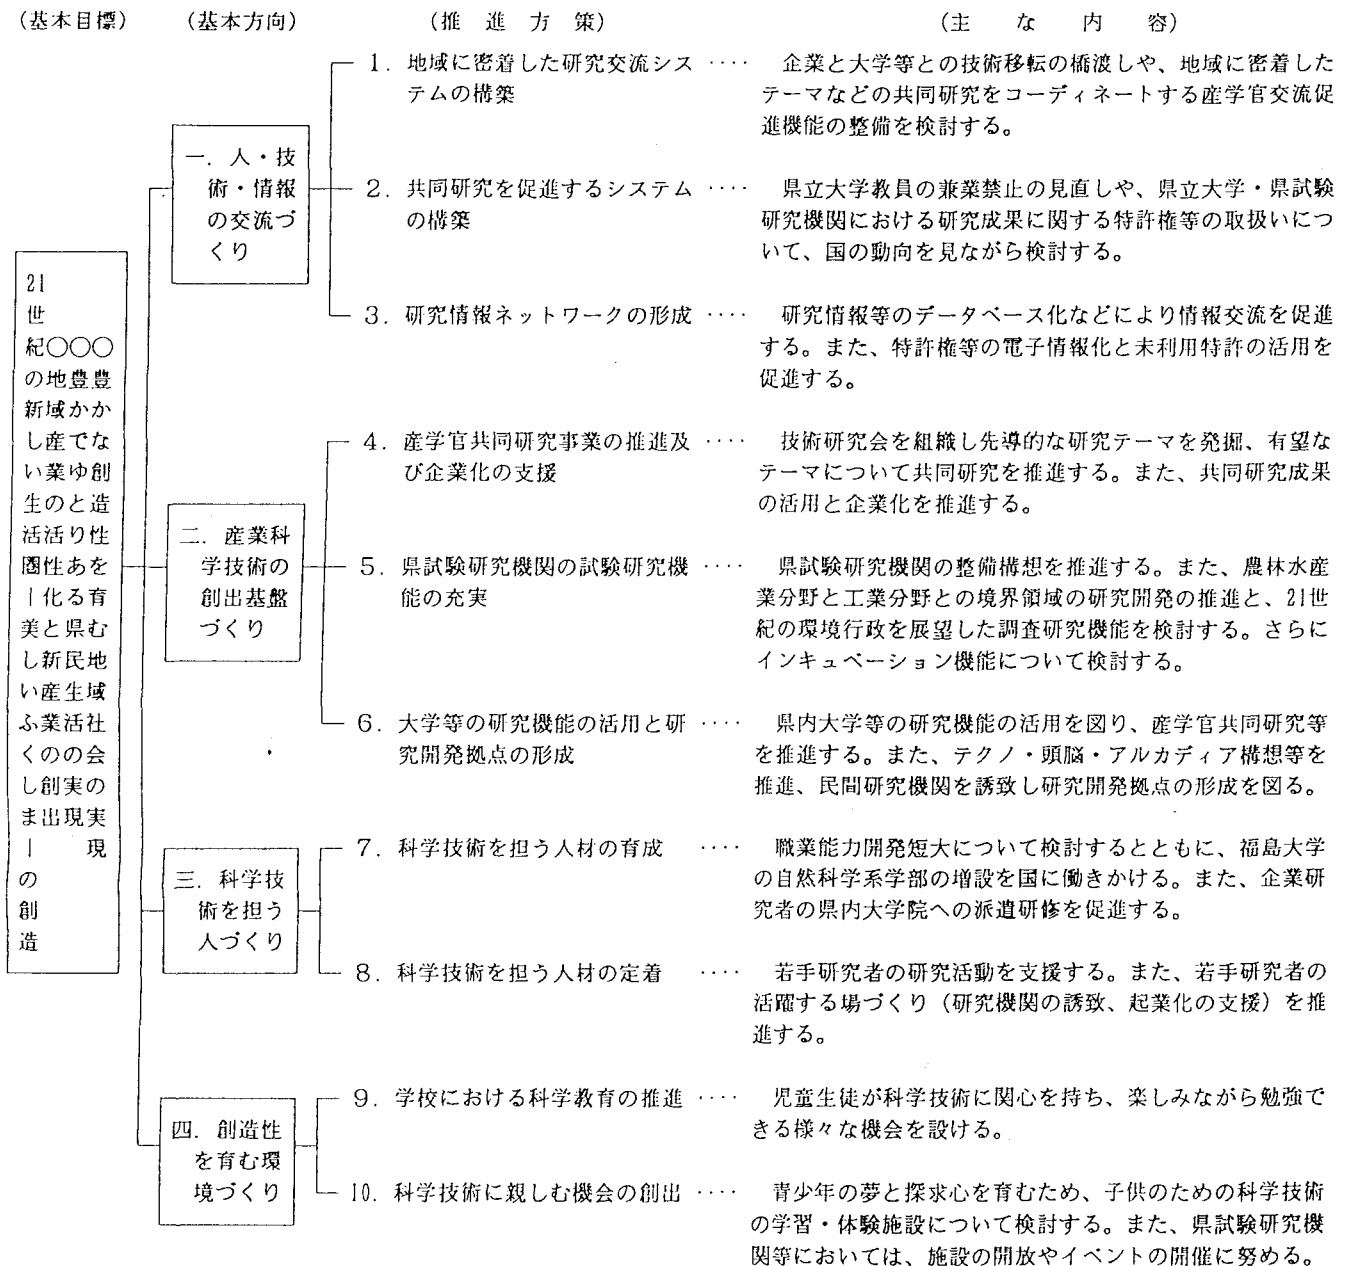 (基本目標)
(基本方向)
(推進方策)
(主な内容)
○豊かな創造性を育む地域社会の実現
○豊かでゆとりある県民生活の実現
○地域産業の活性化と新産業の創出
21世紀の新しい生活圏ー美しいふくしまーの創造
一．人・技
術・情報
の交流づ
くり
1．地域に密着した研究交流シス
テムの構築
‥‥　企業と大学等との技術移転の橋渡しや、地域に密着した
テーマなどの共同研究をコーディネートする産学官交流促
進機能の整備を検討する。
2．共同研究を促進するシステム
の構築
‥‥　県立大学教員の兼業禁止の見直しや、県立大学・県試験
研究機関における研究成果に関する特許権等の取扱いにつ
いて、国の動向を見ながら検討する。
3．研究情報ネットワークの形成
‥‥　研究情報等のデータベース化などにより情報交流を促進
する。また、特許権等の電子情報化と未利用特許の活用を
促進する。
二．産業科
学技術の
創出基盤
づくり
4．産学官共同研究事業の推進及
び企業化の支援
‥‥　技術研究会を組織し先導的な研究テーマを発掘、有望な
テーマについて共同研究を推進する。また、共同研究成果
の活用と企業化を推進する。
5．県試験研究機関の試験研究機
能の充実
‥‥　県試験研究機関の整備構想を推進する。また、農林水産
業分野と工業分野との境界領域の研究開発の推進と、21世
紀の環境行政を展望した調査研究機能を検討する。さらに
インキュベーション機能について検討する。
6．大学等の研究機能の活用と研
究開発拠点の形成
‥‥　県内大学等の研究機能の活用を図り、産学官共同研究等
を推進する。また、テクノ・頭脳・アルカディア構想等を
推進、民間研究機関を誘致し研究開発拠点の形成を図る。
三．科学技
術を担う
人づくり
7．科学技術を担う人材の育成
‥‥　職業能力開発短大について検討するとともに、福島大学
の自然科学系学部の増設を国に働きかける。また、企業研
究者の県内大学院への派遣研修を促進する。
8．科学技術を担う人材の定着
‥‥　若手研究者の研究活動を支援する。また、若手研究者の
活躍する場づくり（研究機関の誘致、起業化の支援）を推
進する。
四．創造性
を育む環
境づくり
9．学校における科学教育の推進
‥‥　児童生徒が科学技術に関心を持ち、楽しみながら勉強で
きる様々な機会を設ける。
10．科学技術に親しむ機会の創出
‥‥　青少年の夢と探求心を育むため、子供のための科学技術
の学習・体験施設について検討する。また、県試験研究機
関等においては、施設の開放やイベントの開催に努める。